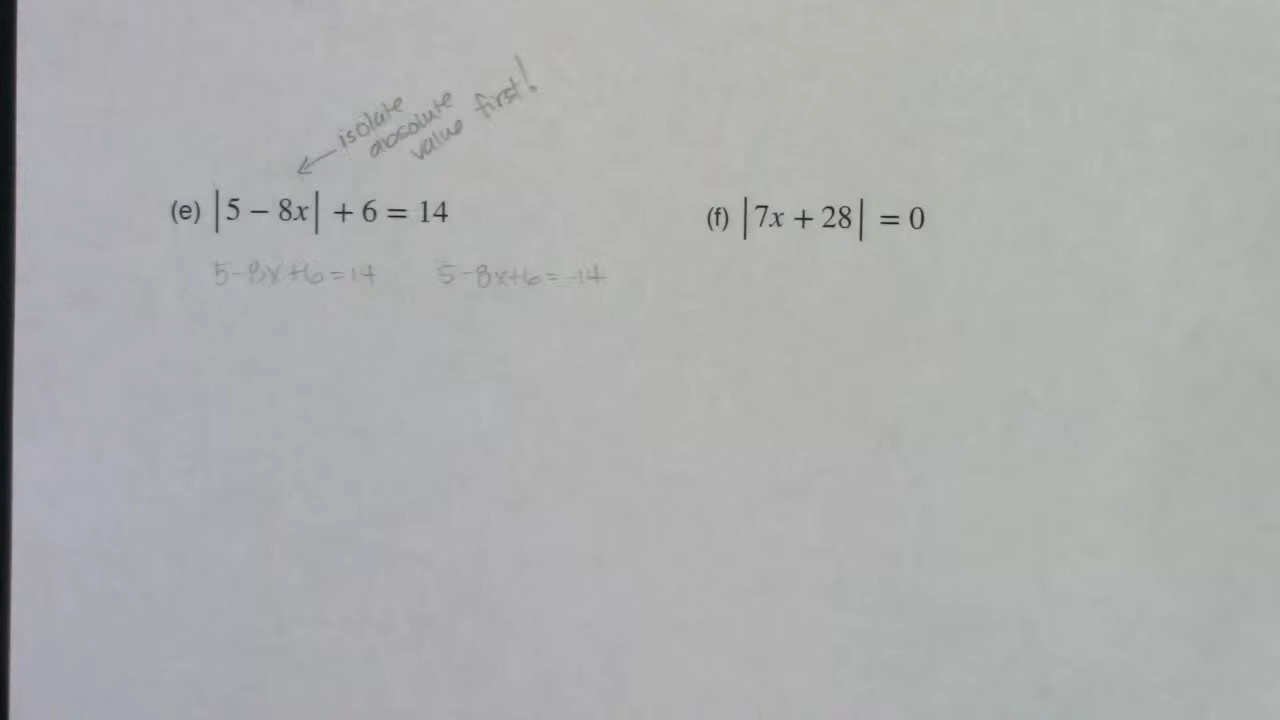 isolate
absolute
value first!
(e) |5 − 8x| + 6 = 14
(f) |7x + 28| = 0
5-8x+6=14
5-8x+6=-14